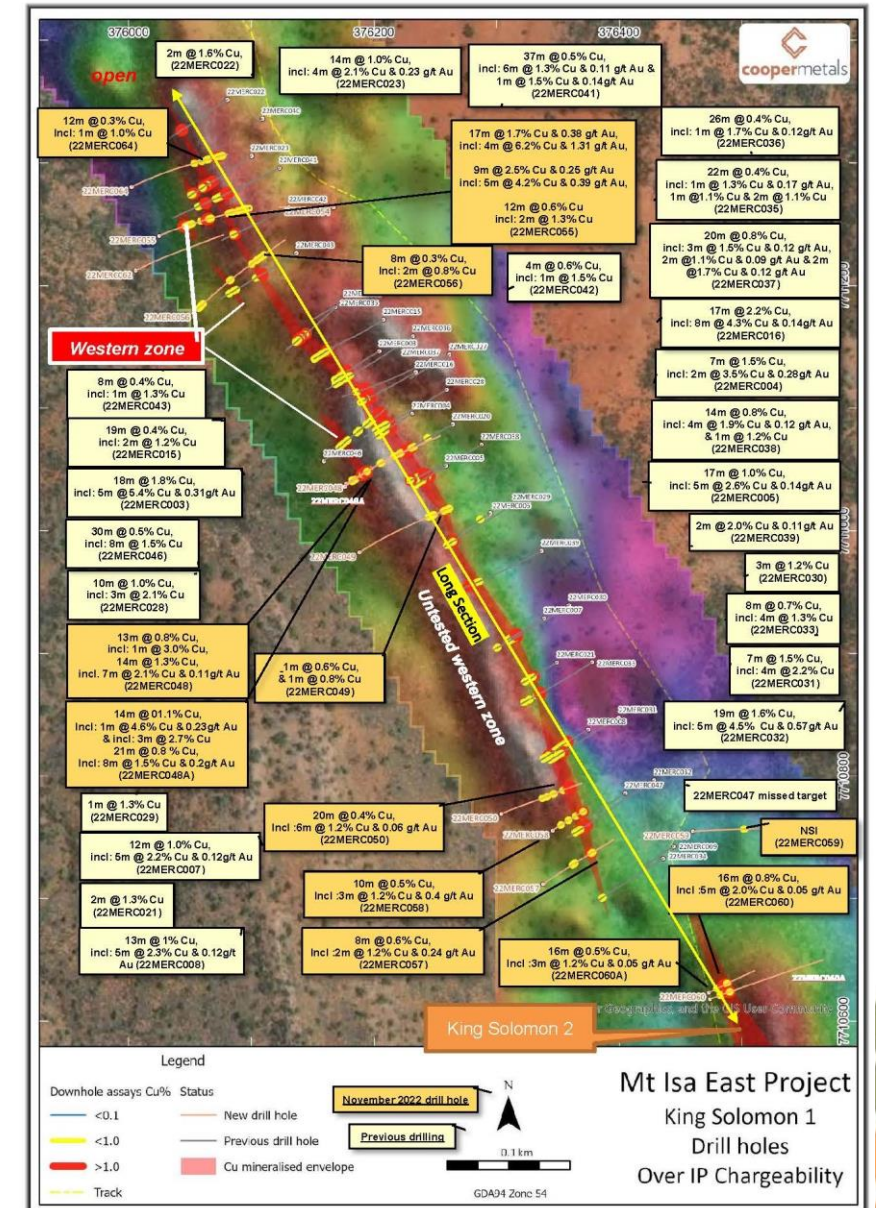 376000
376200
376400
coopermetals
open
2m @ 1.6% Cu,
(22MERC022)
14m @ 1.0% Cu,
incl: 4m @ 2.1% Cu & 0.23 g/t Au
(22MERC023)
37m @ 0.5% Cu,
incl: 6m @ 1.3% Cu & 0.11 g/t Au &
1m @ 1.5% Cu & 0.14g/t Au
(22MERC041)
12m @ 0.3% Cu,
Incl: 1m @ 1.0% Cu
(22MERC064)
17m @ 1.7% Cu & 0.38 g/t Au,
incl: 4m @ 6.2% Cu & 1.31 g/t Au,
9m @ 2.5% Cu & 0.25 g/t Au
incl: 5m @ 4.2% Cu & 0.39 g/t Au,
12m @ 0.6% Cu
incl: 2m @ 1.3% Cu
(22MERC055)
26m @ 0.4% Cu,
incl: 1m @ 1.7% Cu & 0.12g/t Au
(22MERC036)
22m @ 0.4% Cu,
incl: 1m @ 1.3% Cu & 0.17 g/t Au,
1m @1.1% Cu & 2m @ 1.1% Cu
(22MERC035)
20m @ 0.8% Cu,
incl: 3m @ 1.5% Cu & 0.12 g/t Au,
2m @1.1% Cu & 0.09 g/t Au & 2m
@1.7% Cu & 0.12 g/t Au
(22MERC037)
8m @ 0.3% Cu,
Incl: 2m @ 0.8% Cu
(22MERC056)
4m @ 0.6% Cu,
incl: 1m @ 1.5% Cu
(22MERC042)
7711200
17m @ 2.2% Cu,
incl: 8m @ 4.3% Cu & 0.14g/t Au
(22MERC016)
Western zone
7m @ 1.5% Cu,
incl: 2m @ 3.5% Cu & 0.28g/t Au
(22MERC004)
8m @ 0.4% Cu,
incl: 1m @ 1.3% Cu
(22MERC043)
14m @ 0.8% Cu,
incl: 4m @ 1.9% Cu & 0.12 g/t Au,
& 1m @ 1.2% Cu
(22MERC038)
19m @ 0.4% Cu,
incl: 2m @ 1.2% Cu
(22MERC015)
17m @ 1.0% Cu,
incl: 5m @ 2.6% Cu & 0.14g/t Au
(22MERC005)
18m @ 1.8% Cu,
incl: 5m @ 5.4% Cu & 0.31g/t Au
(22MERC003)
7711000
2m @ 2.0% Cu & 0.11g/t Au
(22MERC039)
30m @ 0.5% Cu,
incl: 8m @ 1.5% Cu
(22MERC046)
3m @ 1.2% Cu
(22MERC030)
10m @ 1.0% Cu,
incl: 3m @ 2.1% Cu
(22MERC028)
8m @ 0.7% Cu,
incl: 4m @ 1.3% Cu
(22MERC033)
13m @ 0.8% Cu,
incl: 1m @ 3.0% Cu,
14m @ 1.3% Cu,
incl. 7m @ 2.1% Cu & 0.11g/t Au
(22MERC048)
1m @ 0.6% Cu,
& 1m @ 0.8% Cu
(22MERC049)
Long Section
Untested western zone
7m @ 1.5% Cu,
incl: 4m @ 2.2% Cu
(22MERC031)
14m @ 01.1% Cu,
Incl: 1m @ 4.6% Cu & 0.23g/t Au
& incl: 3m @ 2.7% Cu
21m @ 0.8 % Cu,
Incl: 8m @ 1.5% Cu & 0.2g/t Au
(22MERC048A)
19m @ 1.6% Cu,
incl: 5m @ 4.5% Cu & 0.57g/t Au
(22MERC032)
7710800
22MERC047 missed target
1m @ 1.3% Cu
(22MERC029)
20m @ 0.4% Cu,
Incl :6m @ 1.2% Cu & 0.06 g/t Au
(22MERC050)
NSI
(22MERC059)
12m @ 1.0% Cu,
incl: 5m @ 2.2% Cu & 0.12g/t Au
(22MERC007)
10m @ 0.5% Cu,
Incl :3m @ 1.2% Cu & 0.4 g/t Au
(22MERC058)
16m @ 0.8% Cu,
Incl :5m @ 2.0% Cu & 0.05 g/t Au
(22MERC060)
2m @ 1.3% Cu
(22MERC021)
8m @ 0.6% Cu,
Incl :2m @ 1.2% Cu & 0.24 g/t Au
(22MERC057)
13m @ 1% Cu,
incl: 5m @ 2.3% Cu & 0.12g/t
Au (22MERC008)
16m @ 0.5% Cu,
Incl :3m @ 1.2% Cu & 0.05 g/t Au
(22MERC060A)
and the GIS User Community
7710600
King Solomon 2
Legend
Downhole assays Cu%
<0.1
<1.0
>1.0
Track
Status
New drill hole
Previous drill hole
Cu mineralised envelope
November 2022 drill hole
Previous drilling
N
0.1 km
GDA94 Zone 54
Mt Isa East Project
King Solomon 1
Drill holes
Over IP Chargeability